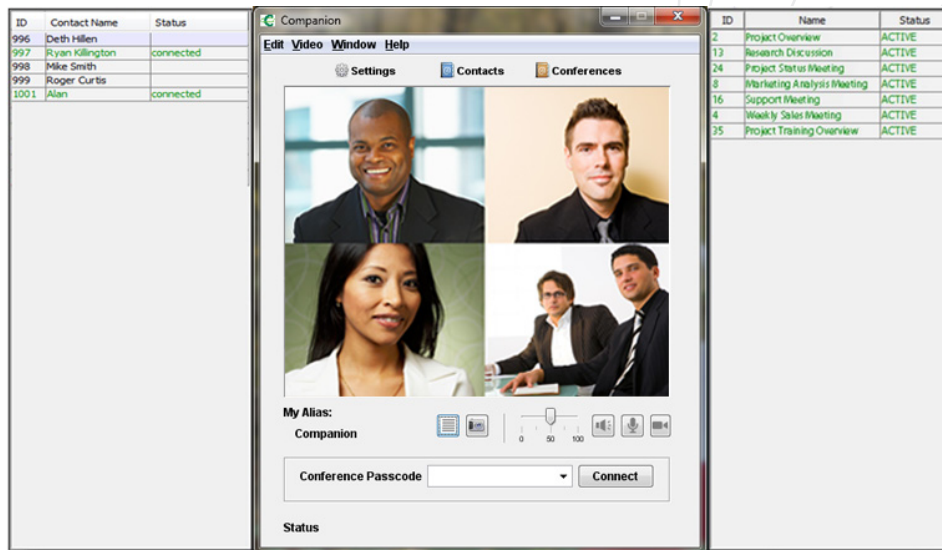 ID Contact Name Status
996 Deth Hillen
997 Ryan Killington connected
998 Mike Smith
999 Roger Curtis
1001 Alan connected
Companion
Edit Video Window Help
Settings Contacts Conferences
My Alias:
Companion
0 50 100
Conference Passcode Connect
Status
ID Name Status
2 Project Overview ACTIVE
13 Research Discussion ACTIVE
24 Project Status Meeting ACTIVE
8 Marketing Analysis Meeting ACTIVE
16 Support Meeting ACTIVE
4 Weekly Sales Meeting ACTIVE
35 Project Training Overview ACTIVE